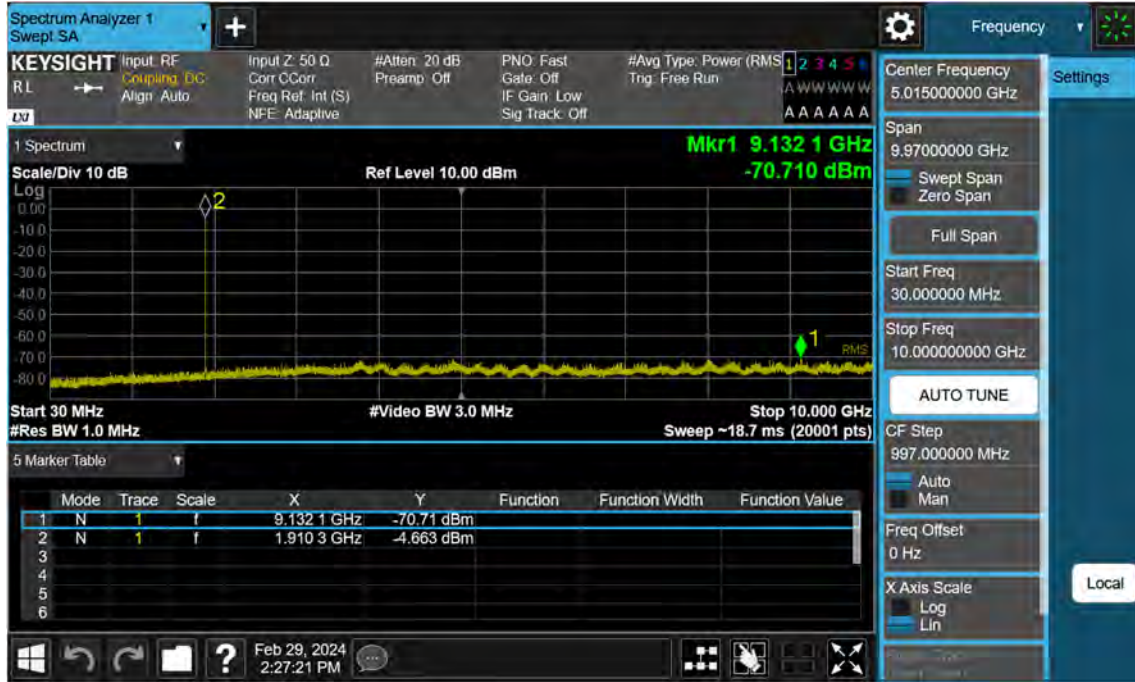 Spectrum Analyzer 1
Swept SA
Frequency
KEYSIGHT
RL
LXI
Input: RF
Coupling: DC
Align: Auto
Input Z: 50 Ω
Corr CCorr
Freq Ref: Int (S)
NFE: Adaptive
#Atten: 20 dB
Preamp: Off
PNO: Fast
Gate: Off
IF Gain: Low
Sig Track: Off
#Avg Type: Power (RMS
Trig: Free Run
1 2 3 4 5 6
A W W W W W
A A A A A A
1 Spectrum
Scale/Div 10 dB
Ref Level 10.00 dBm
Mkr1 9.132 1 GHz
-70.710 dBm
Log
0.00
-10.0
-20.0
-30.0
-40.0
-50.0
-60.0
-70.0
-80.0
2
1
RMS
Start 30 MHz
#Video BW 3.0 MHz
Stop 10.000 GHz
#Res BW 1.0 MHz
Sweep ~18.7 ms (20001 pts)
5 Marker Table
Mode Trace Scale X Y Function Function Width Function Value
1 N 1 f 9.132 1 GHz -70.71 dBm
2 N 1 f 1.910 3 GHz -4.663 dBm
3
4
5
6
Feb 29, 2024
2:27:21 PM
Center Frequency
5.015000000 GHz
Settings
Span
9.97000000 GHz
Swept Span
Zero Span
Full Span
Start Freq
30.000000 MHz
Stop Freq
10.000000000 GHz
AUTO TUNE
CF Step
997.000000 MHz
Auto
Man
Freq Offset
0 Hz
X Axis Scale
Log
Lin
Local